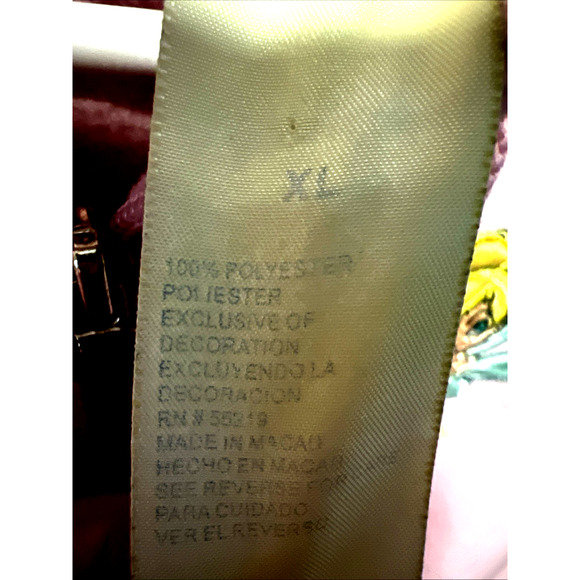 XL
100% POLYESTER
POLIESTER
EXCLUSIVE OF
DECORATION
EXCLUYENDO LA
DECORACION
RN # 55219
MADE IN MACAU
HECHO EN MACAU
SEE REVERSE FOR
PARA CUIDADO
VER EL REVERSO